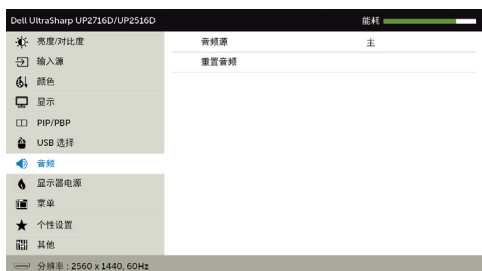 Dell UltraSharp UP2716D/UP2516D 能耗
亮度/对比度 音频源 主
输入源 重置音频
颜色
显示
PIP/PBP
USB 选择
音频
显示器电源
菜单
个性设置
其他
分辨率 : 2560 x 1440, 60Hz